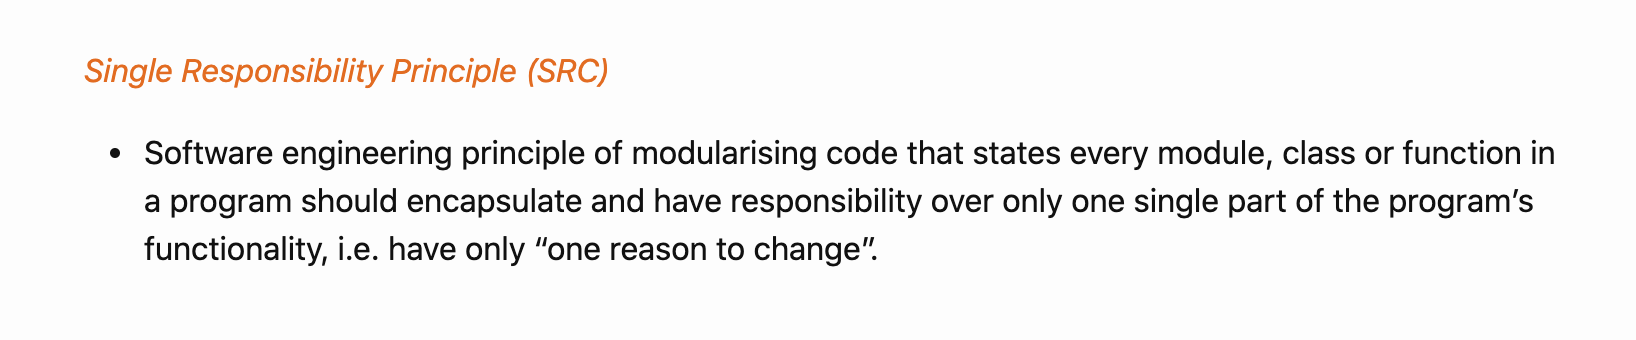 Single Responsibility Principle (SRC)
• Software engineering principle of modularising code that states every module, class or function in
a program should encapsulate and have responsibility over only one single part of the program’s
functionality, i.e. have only “one reason to change”.